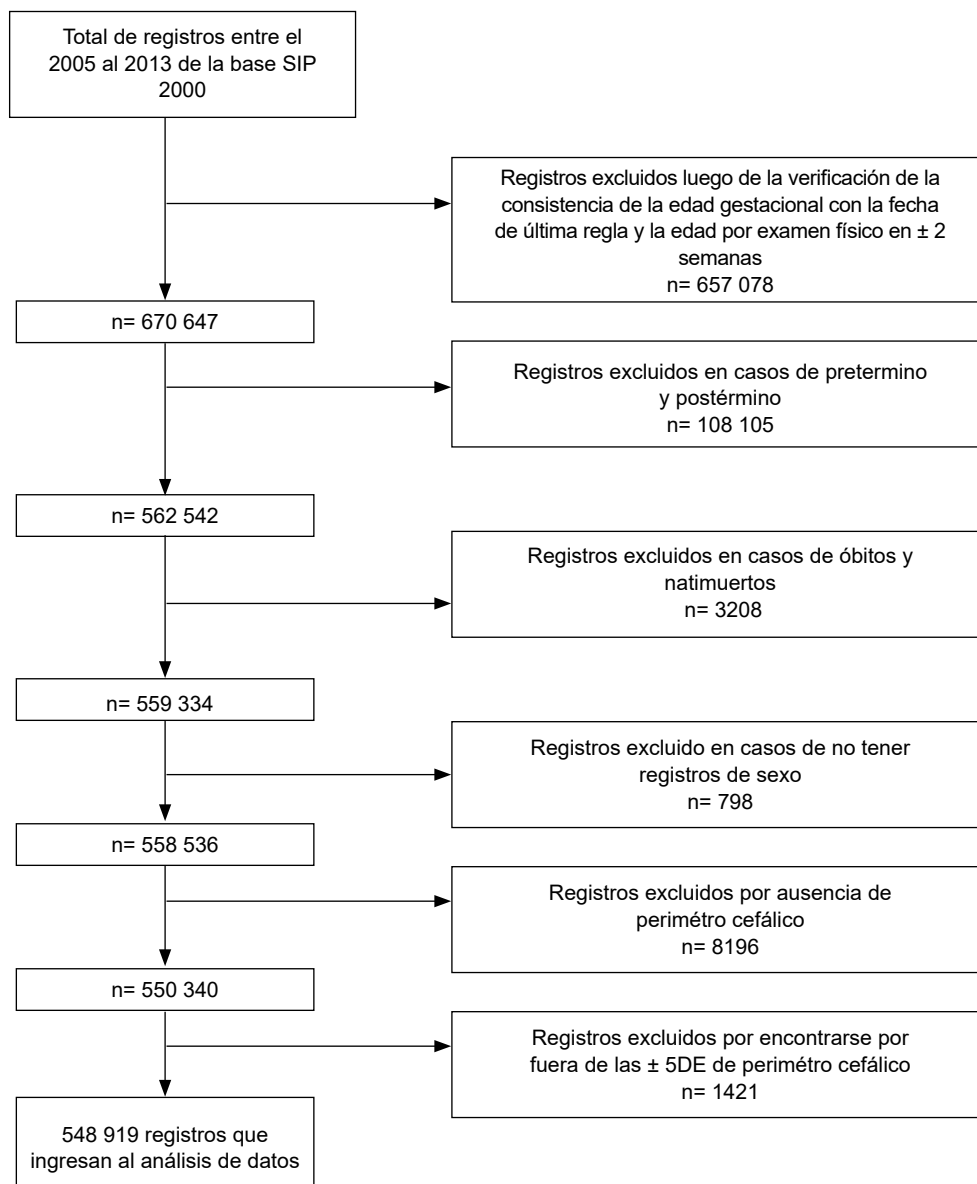 Total de registros entre el
2005 al 2013 de la base SIP
2000
Registros excluidos luego de la verificación de la
consistencia de la edad gestacional con la fecha
de última regla y la edad por examen físico en ± 2
semanas
n= 657 078
n= 670 647
Registros excluidos en casos de pretermino
y postérmino
n= 108 105
n= 562 542
Registros excluidos en casos de óbitos y
natimuertos
n= 3208
n= 559 334
Registros excluido en casos de no tener
registros de sexo
n= 798
n= 558 536
Registros excluidos por ausencia de
perimétro cefálico
n= 8196
n= 550 340
Registros excluidos por encontrarse por
fuera de las ± 5DE de perimétro cefálico
n= 1421
548 919 registros que
ingresan al análisis de datos